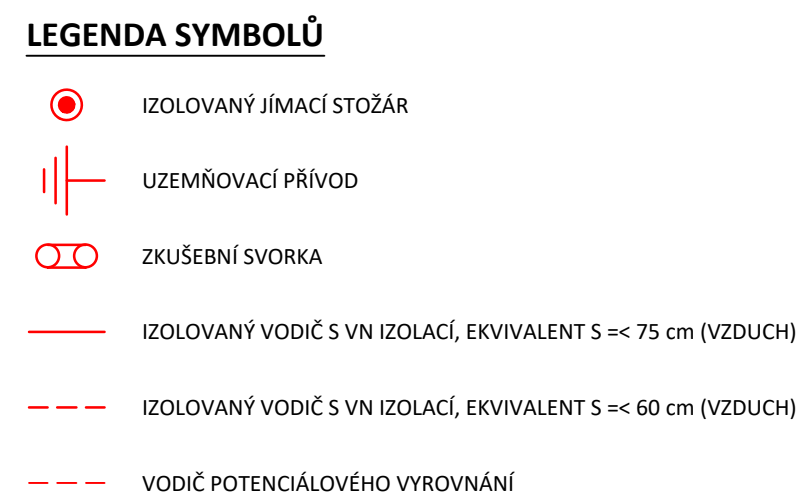 LEGENDA SYMBOLŮ
IZOLOVANÝ JÍMACÍ STOŽÁR
UZEMŇOVACÍ PŘÍVOD
ZKUŠEBNÍ SVORKA
IZOLOVANÝ VODIČ S VN IZOLACÍ, EKVIVALENT S =< 75 cm (VZDUCH)
IZOLOVANÝ VODIČ S VN IZOLACÍ, EKVIVALENT S =< 60 cm (VZDUCH)
VODIČ POTENCIÁLOVÉHO VYROVNÁNÍ